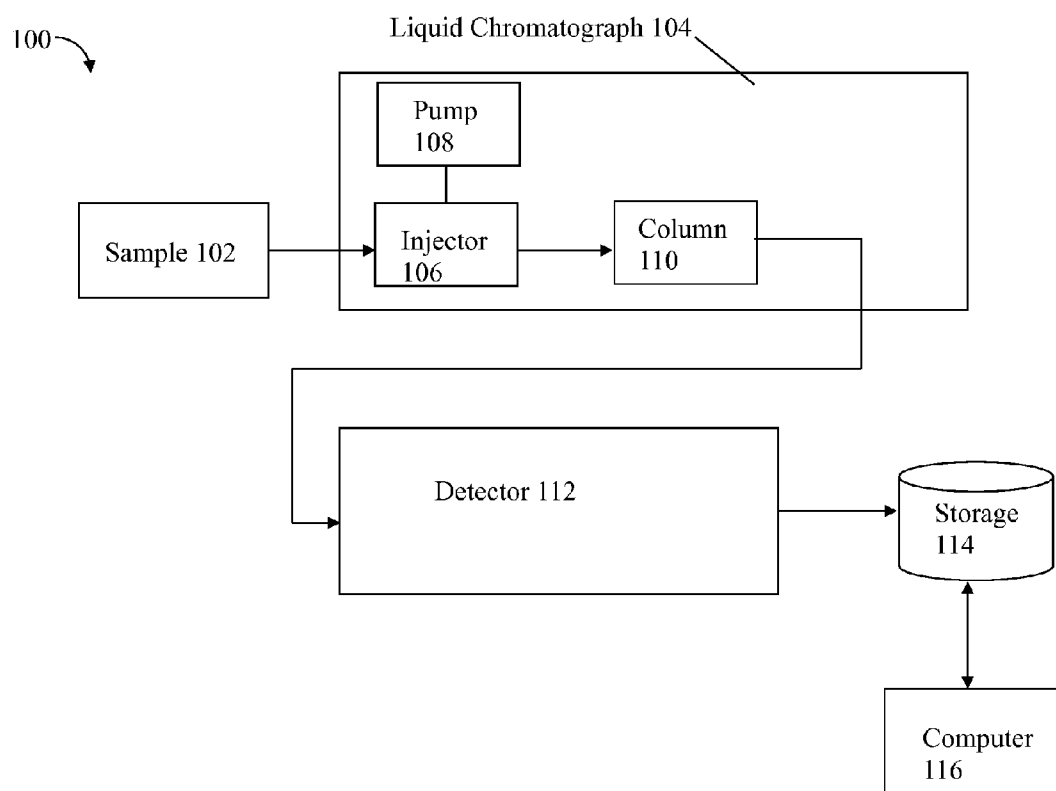 Liquid Chromatograph 104
100
Pump
108
Sample 102
Injector
106
Column
110
Detector 112
Storage
114
Computer
116